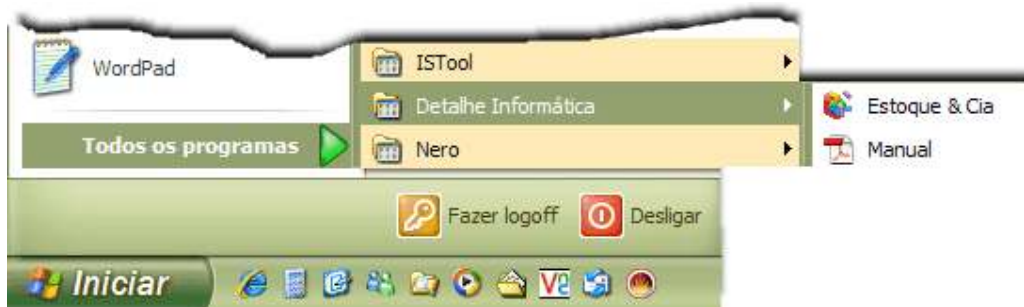 WordPad
Todos os programas
ISTool
Detalhe Informática
Nero
Estoque & Cia
Manual
Fazer logoff
Desligar
Iniciar